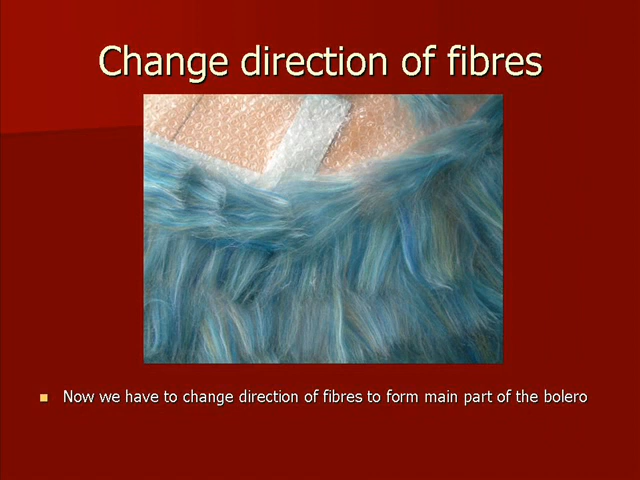 Change direction of fibres
Now we have to change direction of fibres to form main part of the bolero